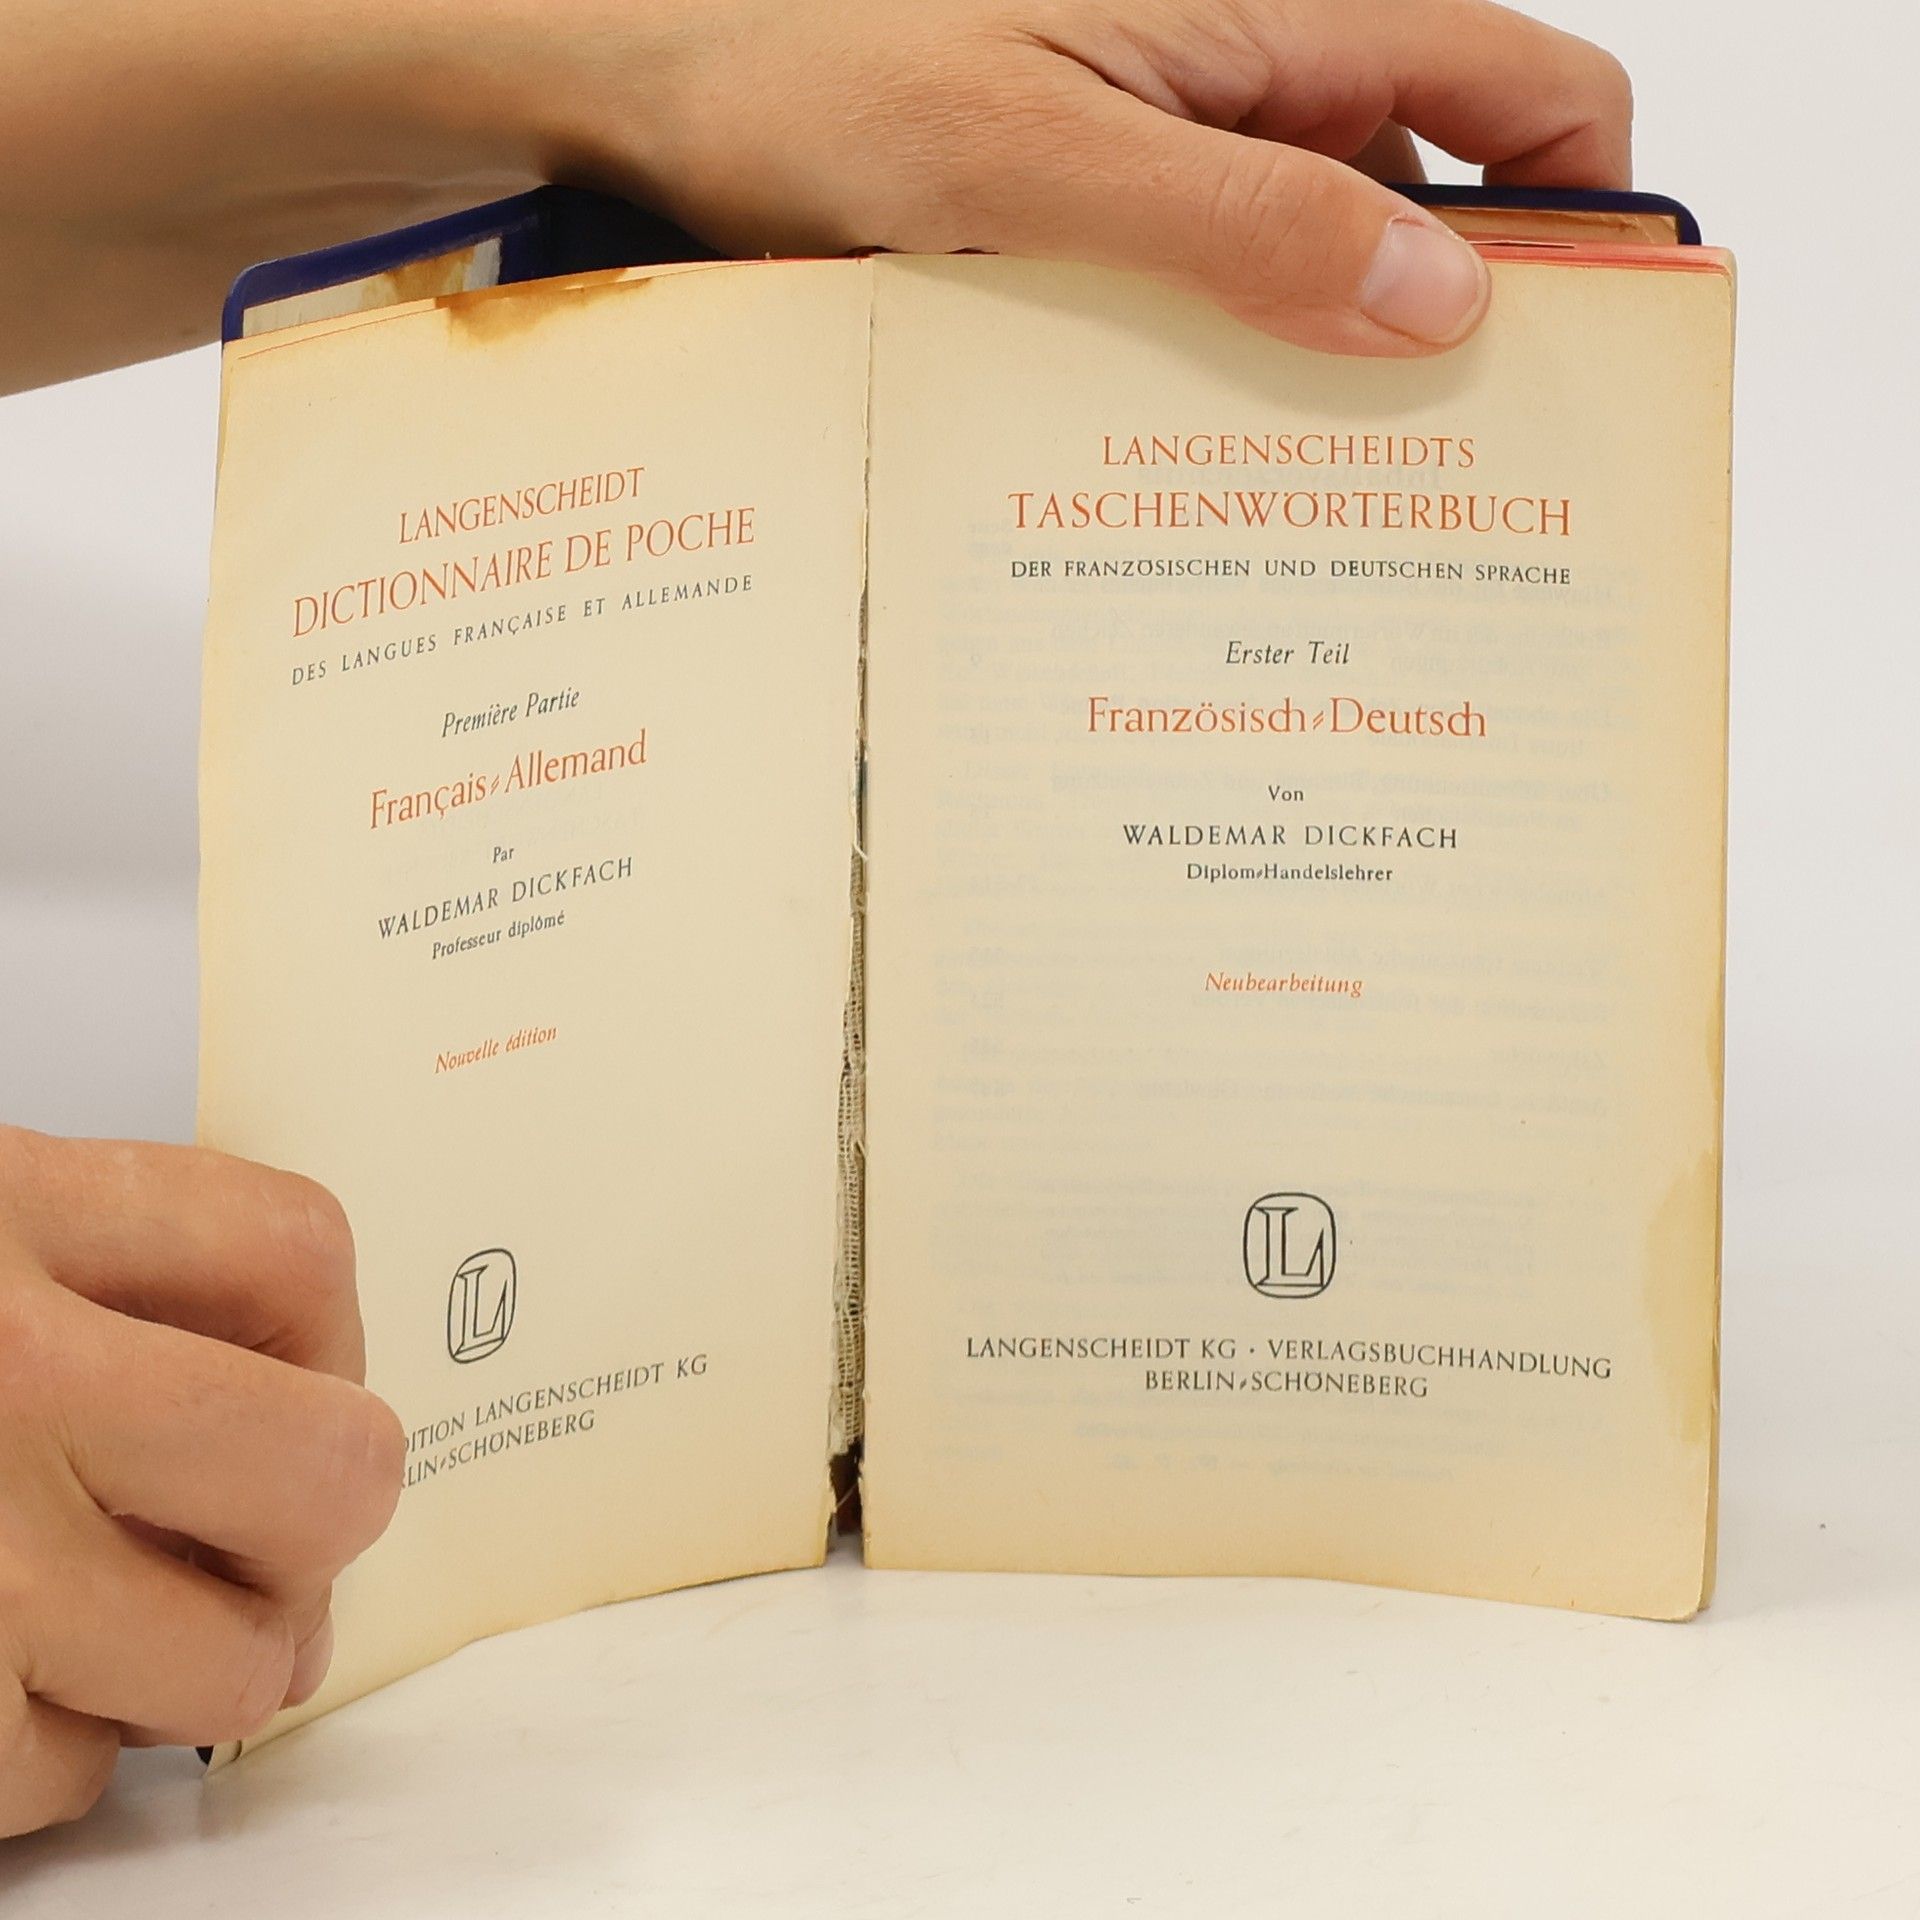 LANGENSCHEIDT
DICTIONNAIRE DE POCHE
DES LANGUES FRANÇAISE ET ALLEMANDE
Première Partie
Français-Allemand
Par
WALDEMAR DICKFACH
Professeur diplômé
Nouvelle édition
L
LANGENSCHEIDT KG
SCHÖNEBERG
LANGENSCHEIDTS
TASCHENWÖRTERBUCH
DER FRANZÖSISCHEN UND DEUTSCHEN SPRACHE
Erster Teil
Französisch-Deutsch
Von
WALDEMAR DICKFACH
Diplom-Handelslehrer
Neubearbeitung
L
LANGENSCHEIDT KG · VERLAGSBUCHHANDLUNG
BERLIN-SCHÖNEBERG